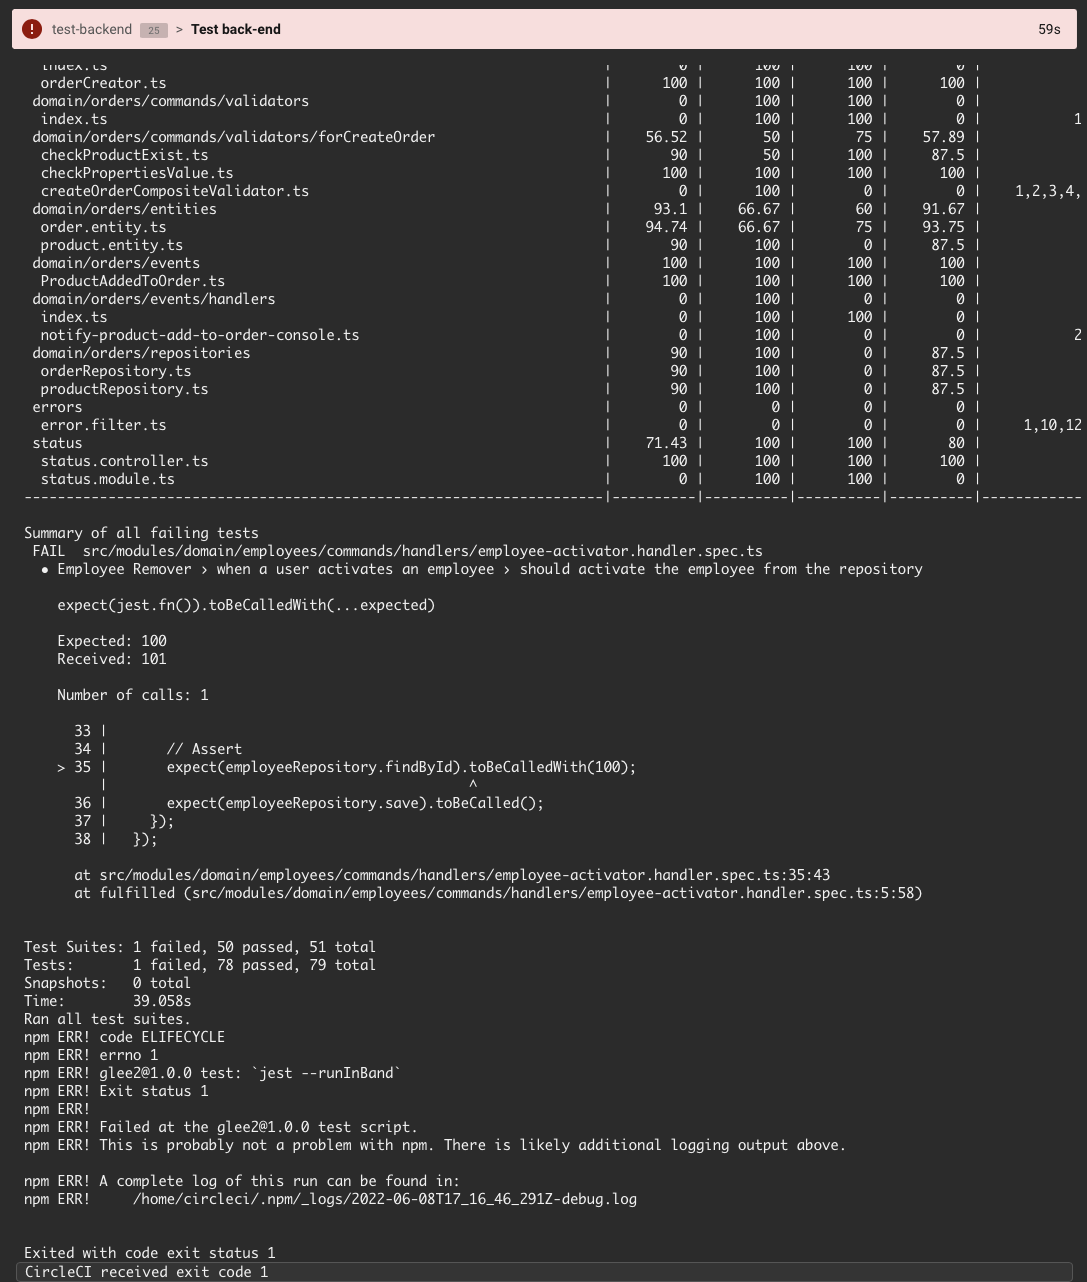 test-backend 25 > Test back-end 59s
index.ts | 0 | 100 | 100 | 0 |
orderCreator.ts | 100 | 100 | 100 | 100 |
domain/orders/commands/validators | 0 | 100 | 100 | 0 |
index.ts | 0 | 100 | 100 | 0 | 1
domain/orders/commands/validators/forCreateOrder | 56.52 | 50 | 75 | 57.89 |
checkProductExist.ts | 90 | 50 | 100 | 87.5 |
checkPropertiesValue.ts | 100 | 100 | 100 | 100 |
createOrderCompositeValidator.ts | 0 | 100 | 0 | 0 | 1,2,3,4,
domain/orders/entities | 93.1 | 66.67 | 60 | 91.67 |
order.entity.ts | 94.74 | 66.67 | 75 | 93.75 |
product.entity.ts | 90 | 100 | 0 | 87.5 |
domain/orders/events | 100 | 100 | 100 | 100 |
ProductAddedToOrder.ts | 100 | 100 | 100 | 100 |
domain/orders/events/handlers | 0 | 100 | 0 | 0 |
index.ts | 0 | 100 | 100 | 0 |
notify-product-add-to-order-console.ts | 0 | 100 | 0 | 0 | 2
domain/orders/repositories | 90 | 100 | 0 | 87.5 |
orderRepository.ts | 90 | 100 | 0 | 87.5 |
productRepository.ts | 90 | 100 | 0 | 87.5 |
errors | 0 | 0 | 0 | 0 |
error.filter.ts | 0 | 0 | 0 | 0 | 1,10,12
status | 71.43 | 100 | 100 | 80 |
status.controller.ts | 100 | 100 | 100 | 100 |
status.module.ts | 0 | 100 | 100 | 0 |
---------------------------------------------------------------------|----------|----------|----------|----------|------------
Summary of all failing tests
FAIL src/modules/domain/employees/commands/handlers/employee-activator.handler.spec.ts
● Employee Remover › when a user activates an employee › should activate the employee from the repository
expect(jest.fn()).toBeCalledWith(...expected)
Expected: 100
Received: 101
Number of calls: 1
33 |
34 | // Assert
> 35 | expect(employeeRepository.findById).toBeCalledWith(100);
| ^
36 | expect(employeeRepository.save).toBeCalled();
37 | });
38 | });
at src/modules/domain/employees/commands/handlers/employee-activator.handler.spec.ts:35:43
at fulfilled (src/modules/domain/employees/commands/handlers/employee-activator.handler.spec.ts:5:58)
Test Suites: 1 failed, 50 passed, 51 total
Tests: 1 failed, 78 passed, 79 total
Snapshots: 0 total
Time: 39.058s
Ran all test suites.
npm ERR! code ELIFECYCLE
npm ERR! errno 1
npm ERR! glee2@1.0.0 test: `jest --runInBand`
npm ERR! Exit status 1
npm ERR!
npm ERR! Failed at the glee2@1.0.0 test script.
npm ERR! This is probably not a problem with npm. There is likely additional logging output above.
npm ERR! A complete log of this run can be found in:
npm ERR! /home/circleci/.npm/_logs/2022-06-08T17_16_46_291Z-debug.log
Exited with code exit status 1
CircleCI received exit code 1